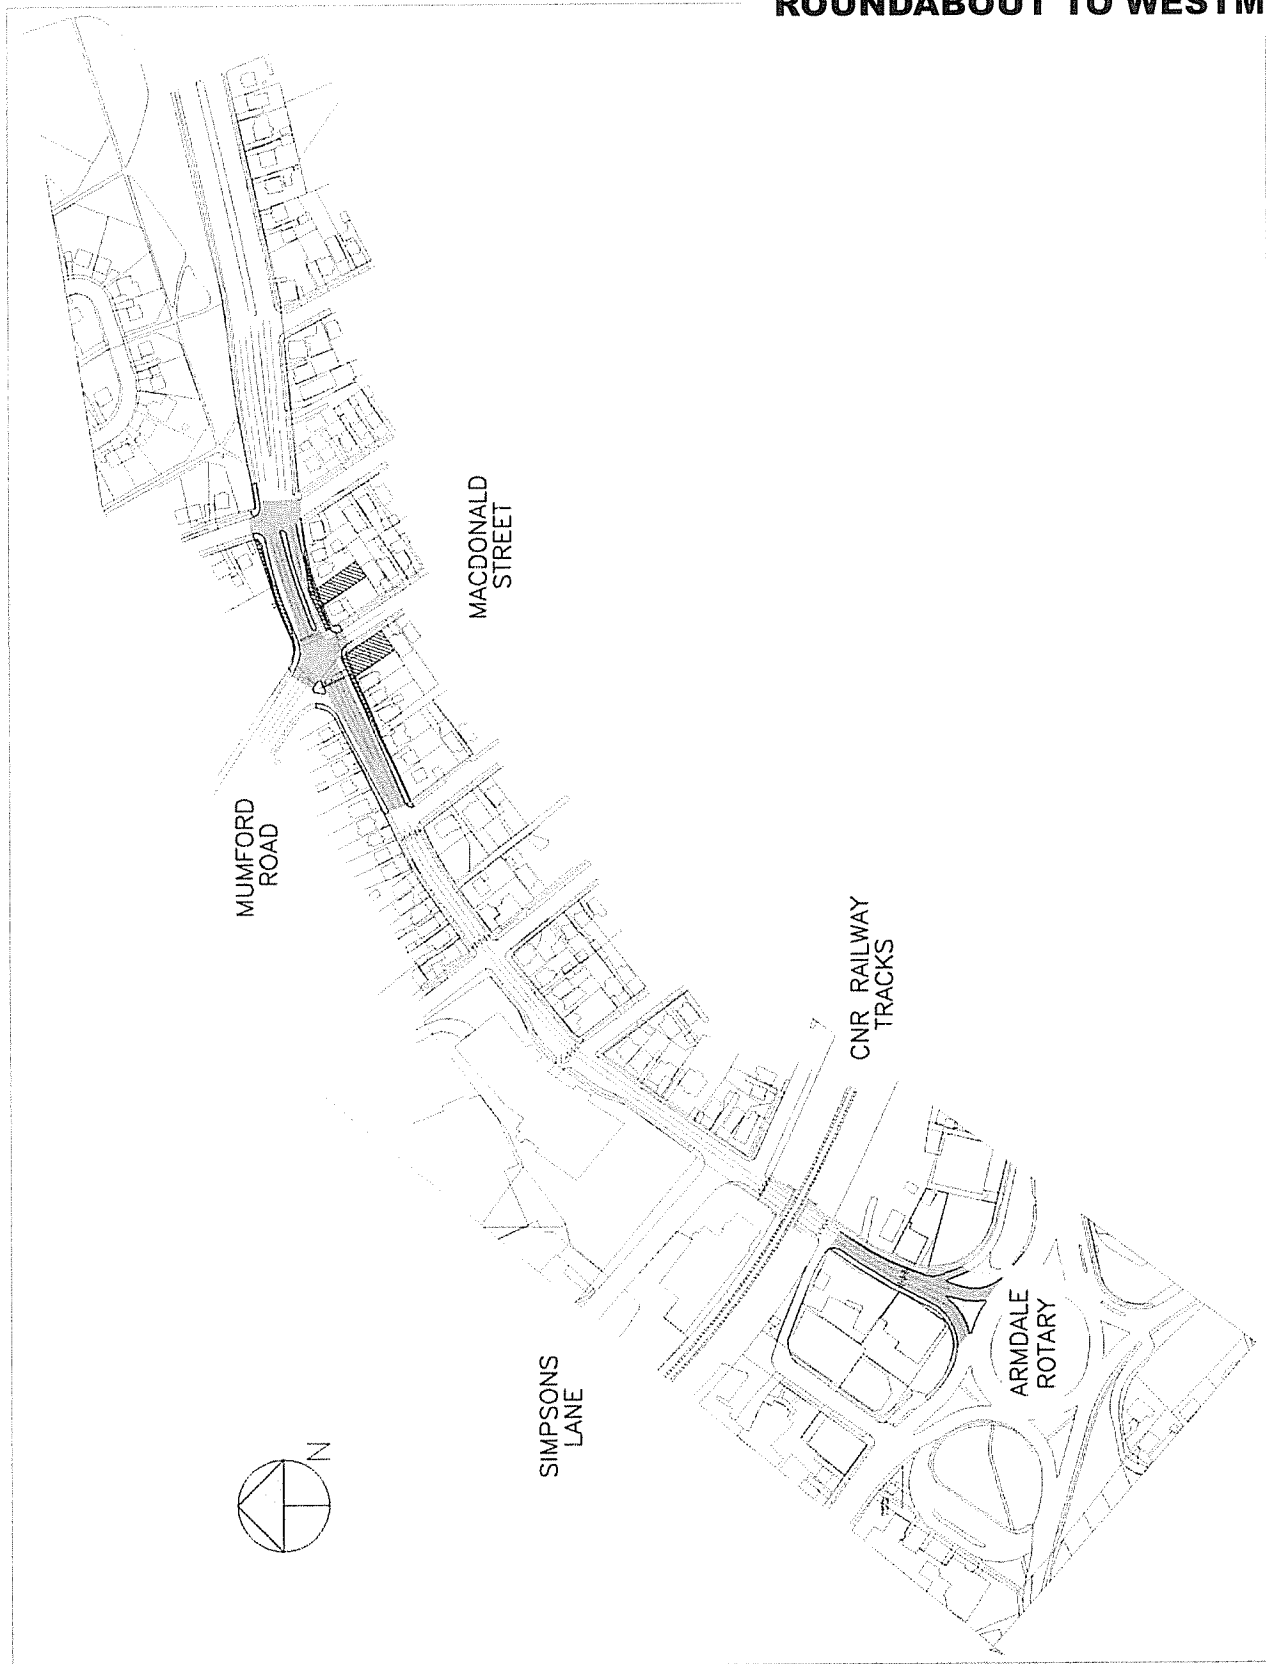 ROUNDABOUT TO WESTM
MACDONALD
STREET
MUMFORD
ROAD
CNR RAILWAY
TRACKS
SIMPSONS
LANE
ARMDALE
ROTARY
N